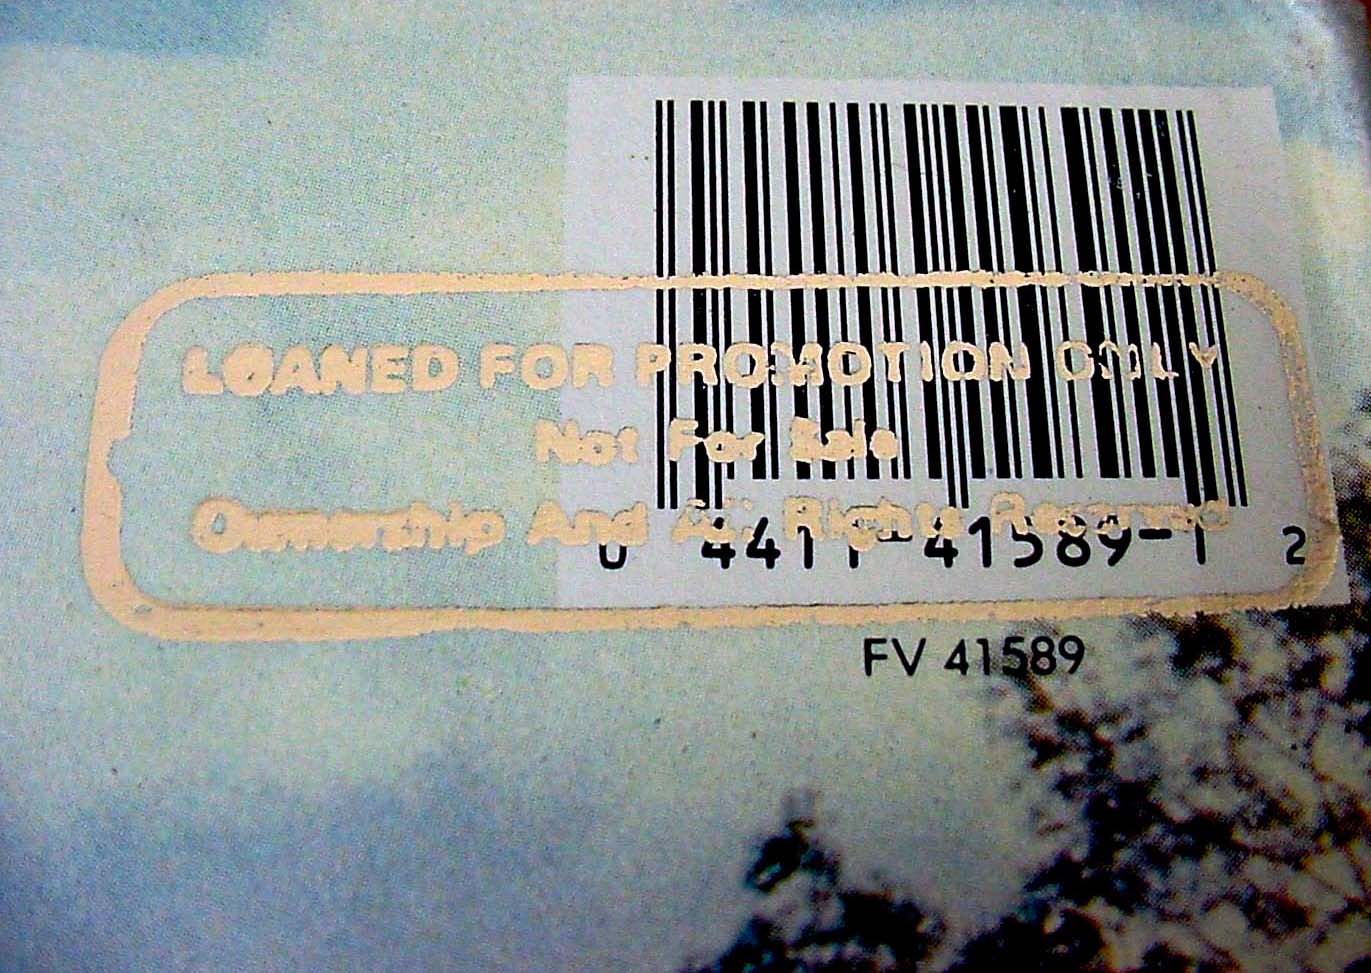 LOANED FOR PROMOTION ONLY
Not For Sale
Ownership And All Rights Reserved
0 4411-41589-1 2
FV 41589